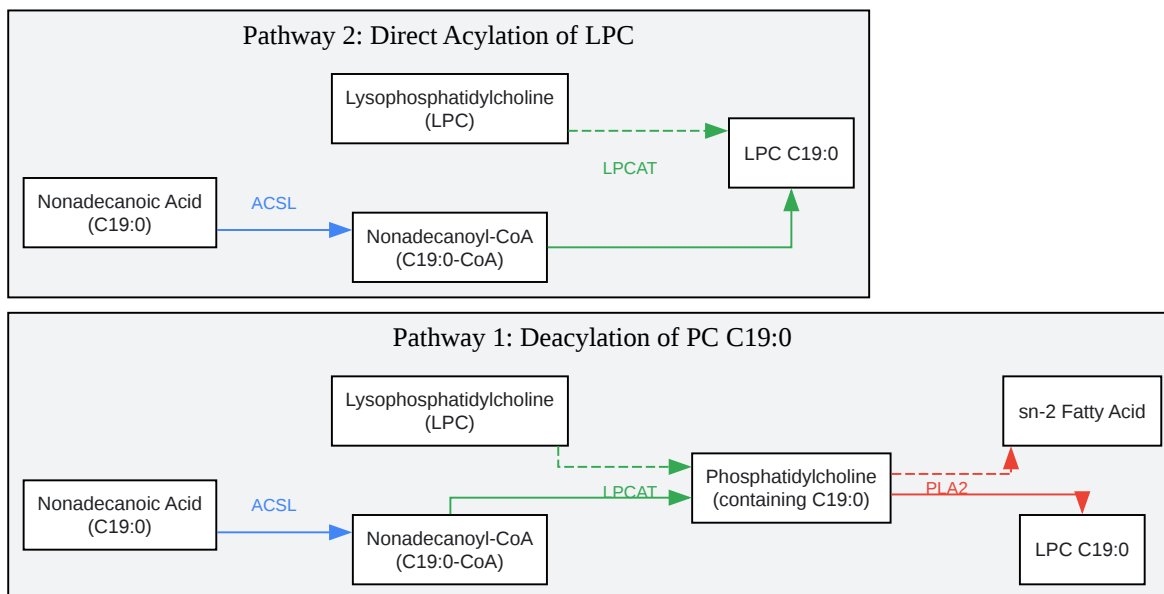 Pathway 2: Direct Acylation of LPC
Lysophosphatidylcholine
(LPC)
LPC C19:0
LPCAT
Nonadecanoic Acid
(C19:0)
ACSL
Nonadecanoyl-CoA
(C19:0-CoA)
Pathway 1: Deacylation of PC C19:0
Lysophosphatidylcholine
(LPC)
sn-2 Fatty Acid
Phosphatidylcholine
(containing C19:0)
LPCAT
PLA2
Nonadecanoic Acid
(C19:0)
ACSL
Nonadecanoyl-CoA
(C19:0-CoA)
LPC C19:0